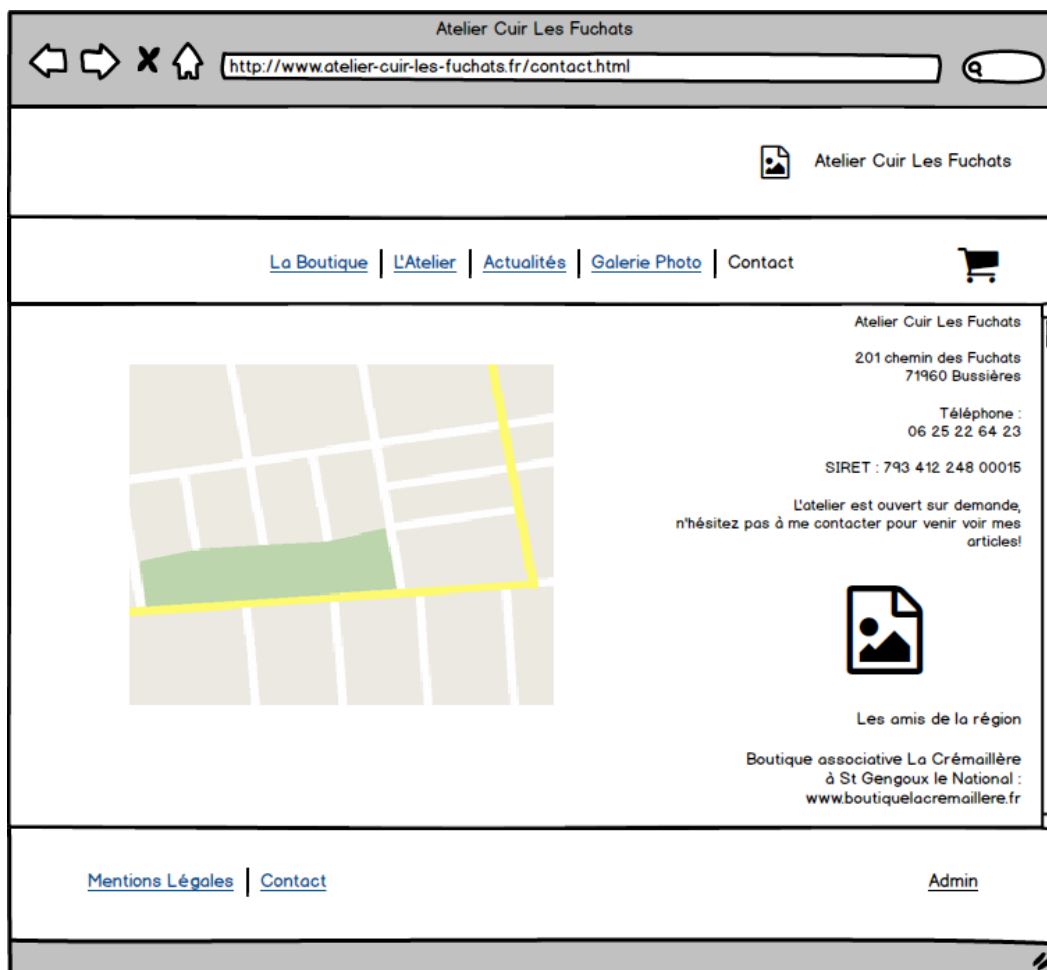 Atelier Cuir Les Fuchats
http://www.atelier-cuir-les-fuchats.fr/contact.html
Atelier Cuir Les Fuchats
La Boutique | L'Atelier | Actualités | Galerie Photo | Contact
Atelier Cuir Les Fuchats
201 chemin des Fuchats
71960 Bussières
Téléphone :
06 25 22 64 23
SIRET : 793 412 248 00015
L'atelier est ouvert sur demande,
n'hésitez pas à me contacter pour venir voir mes
articles!
Les amis de la région
Boutique associative La Crémaillère
à St Gengoux le National :
www.boutiquelacremaillere.fr
Mentions Légales | Contact
Admin